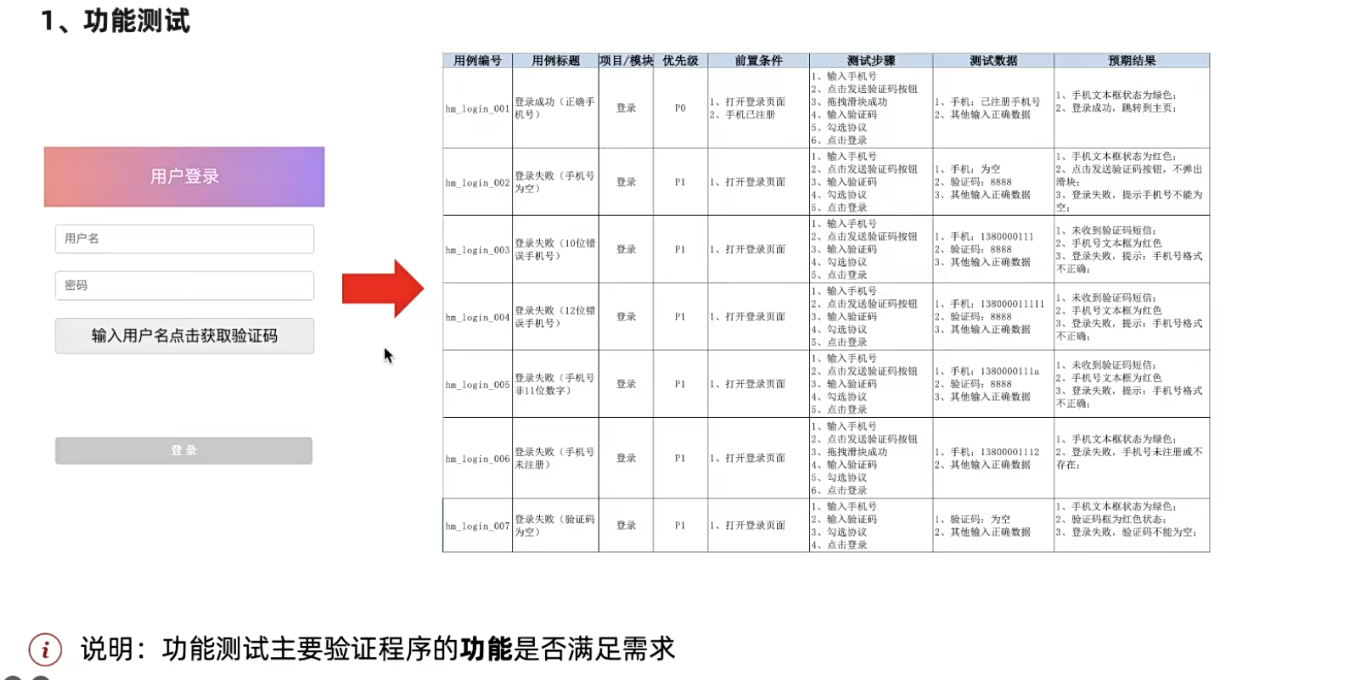 1、功能测试
用户登录
用户名
密码
输入用户名点击获取验证码
登 录
用例编号 用例标题 项目/模块 优先级 前置条件 测试步骤 测试数据 预期结果
hm_login_001
登录成功（正确手
机号）
登录
P0
1、打开登录页面
2、手机已注册
1、输入手机号
2、点击发送验证码按钮
3、拖拽滑块成功
4、输入验证码
5、勾选协议
6、点击登录
1、手机：已注册手机号
2、其他输入正确数据
1、手机文本框状态为绿色；
2、登录成功，跳转到主页；
hm_login_002
登录失败（手机号
为空）
登录
P1
1、打开登录页面
1、输入手机号
2、点击发送验证码按钮
3、输入验证码
4、勾选协议
5、点击登录
1、手机：为空
2、验证码：8888
3、其他输入正确数据
1、手机文本框状态为红色；
2、点击发送验证码按钮，不弹出
滑块；
3、登录失败，提示手机号不能为
空；
hm_login_003
登录失败（10位错
误手机号）
登录
P1
1、打开登录页面
1、输入手机号
2、点击发送验证码按钮
3、输入验证码
4、勾选协议
5、点击登录
1、手机：1380000111
2、验证码：8888
3、其他输入正确数据
1、未收到验证码短信；
2、手机号文本框为红色
3、登录失败，提示：手机号格式
不正确；
hm_login_004
登录失败（12位错
误手机号）
登录
P1
1、打开登录页面
1、输入手机号
2、点击发送验证码按钮
3、输入验证码
4、勾选协议
5、点击登录
1、手机：138000011111
2、验证码：8888
3、其他输入正确数据
1、未收到验证码短信；
2、手机号文本框为红色
3、登录失败，提示：手机号格式
不正确；
hm_login_005
登录失败（手机号
非11位数字）
登录
P1
1、打开登录页面
1、输入手机号
2、点击发送验证码按钮
3、输入验证码
4、勾选协议
5、点击登录
1、手机：1380000111a
2、验证码：8888
3、其他输入正确数据
1、未收到验证码短信；
2、手机号文本框为红色
3、登录失败，提示：手机号格式
不正确；
hm_login_006
登录失败（手机号
未注册）
登录
P1
1、打开登录页面
1、输入手机号
2、点击发送验证码按钮
3、拖拽滑块成功
4、输入验证码
5、勾选协议
6、点击登录
1、手机：13800001112
2、其他输入正确数据
1、手机文本框状态为绿色；
2、登录失败，手机号未注册或不
存在；
hm_login_007
登录失败（验证码
为空）
登录
P1
1、打开登录页面
1、输入手机号
2、输入验证码
3、勾选协议
4、点击登录
1、验证码：为空
2、其他输入正确数据
1、手机文本框状态为绿色；
2、验证码框为红色状态；
3、登录失败，验证码不能为空；
说明：功能测试主要验证程序的功能是否满足需求